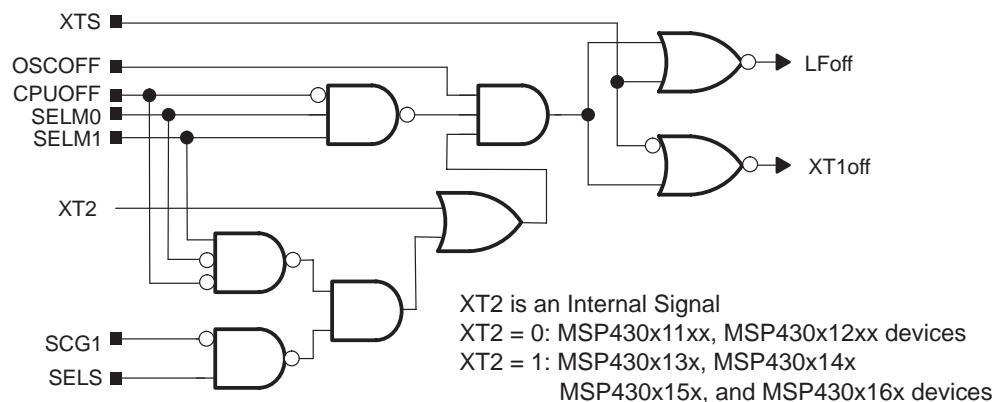 XTS
OSCOFF
CPUOFF
SELM0
SELM1
XT2
SCG1
SELS
LFoff
XT1off
XT2 is an Internal Signal
XT2 = 0: MSP430x11xx, MSP430x12xx devices
XT2 = 1: MSP430x13x, MSP430x14x
MSP430x15x, and MSP430x16x devices